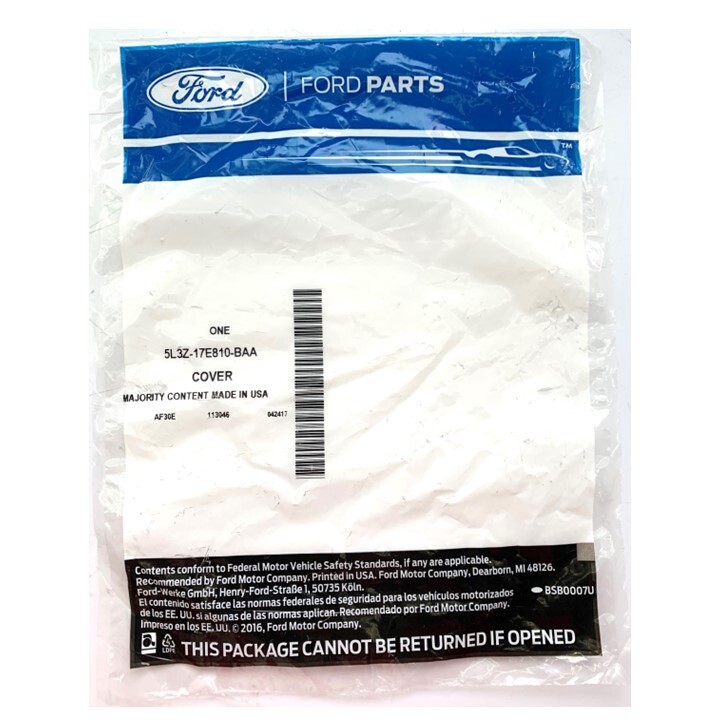 Ford | FORD PARTS
TM
ONE
5L3Z-17E810-BAA
COVER
MAJORITY CONTENT MADE IN USA
AF30E 113046 042417
Contents conform to Federal Motor Vehicle Safety Standards, if any are applicable.
Recommended by Ford Motor Company. Printed in USA. Ford Motor Company, Dearborn, MI 48126.
Ford-Werke GmbH, Henry-Ford-Straße 1, 50735 Köln.
El contenido satisface las normas federales de seguridad para los vehículos motorizados
de los EE. UU. si algunas de las normas aplican. Recomendado por Ford Motor Company.
Impreso en los EE. UU. © 2016, Ford Motor Company.
BSB0007U
LDPE
THIS PACKAGE CANNOT BE RETURNED IF OPENED